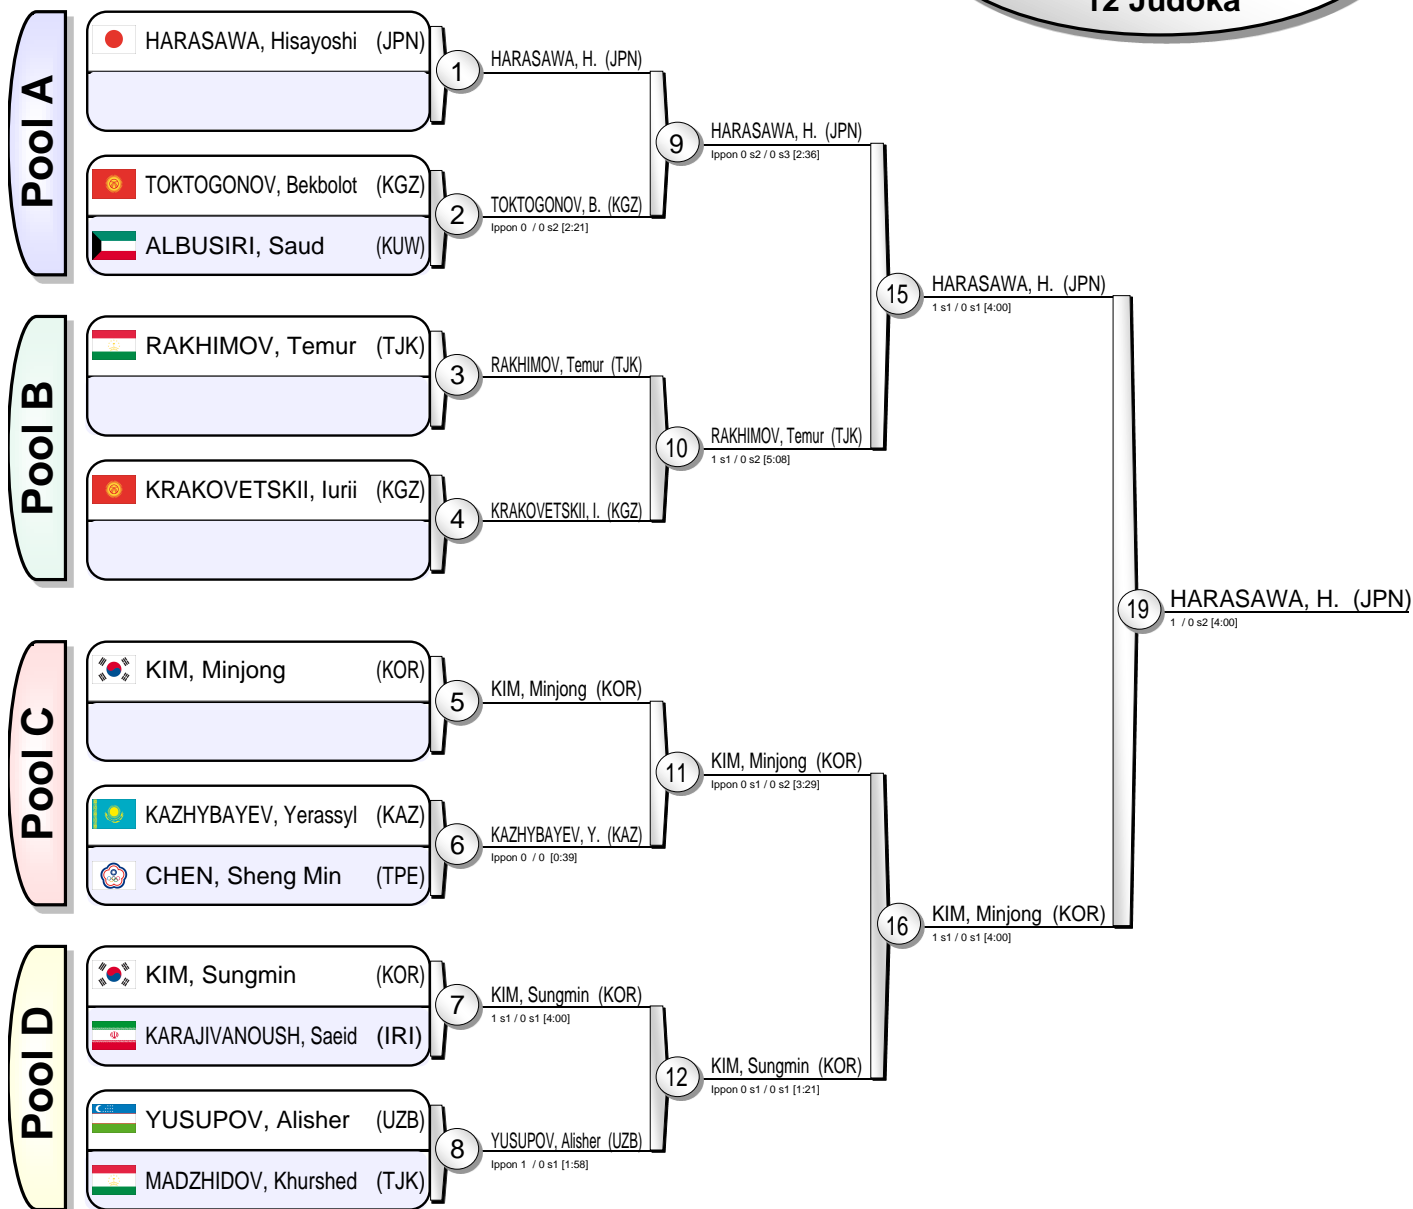 12 Judoka
Pool A
HARASAWA, Hisayoshi (JPN)
1
HARASAWA, H. (JPN)
TOKTOGONOV, Bekbolot (KGZ)
ALBUSIRI, Saud (KUW)
2
TOKTOGONOV, B. (KGZ)
Ippon 0 / 0 s2 [2:21]
9
HARASAWA, H. (JPN)
Ippon 0 s2 / 0 s3 [2:36]
Pool B
RAKHIMOV, Temur (TJK)
3
RAKHIMOV, Temur (TJK)
KRAKOVETSKII, Iurii (KGZ)
4
KRAKOVETSKII, I. (KGZ)
10
RAKHIMOV, Temur (TJK)
1 s1 / 0 s2 [5:08]
15
HARASAWA, H. (JPN)
1 s1 / 0 s1 [4:00]
Pool C
KIM, Minjong (KOR)
5
KIM, Minjong (KOR)
KAZHYBAYEV, Yerassyl (KAZ)
CHEN, Sheng Min (TPE)
6
KAZHYBAYEV, Y. (KAZ)
Ippon 0 / 0 [0:39]
11
KIM, Minjong (KOR)
Ippon 0 s1 / 0 s2 [3:29]
Pool D
KIM, Sungmin (KOR)
KARAJIVANOUSH, Saeid (IRI)
7
KIM, Sungmin (KOR)
1 s1 / 0 s1 [4:00]
YUSUPOV, Alisher (UZB)
MADZHIDOV, Khurshed (TJK)
8
YUSUPOV, Alisher (UZB)
Ippon 1 / 0 s1 [1:58]
12
KIM, Sungmin (KOR)
Ippon 0 s1 / 0 s1 [1:21]
16
KIM, Minjong (KOR)
1 s1 / 0 s1 [4:00]
19
HARASAWA, H. (JPN)
1 / 0 s2 [4:00]